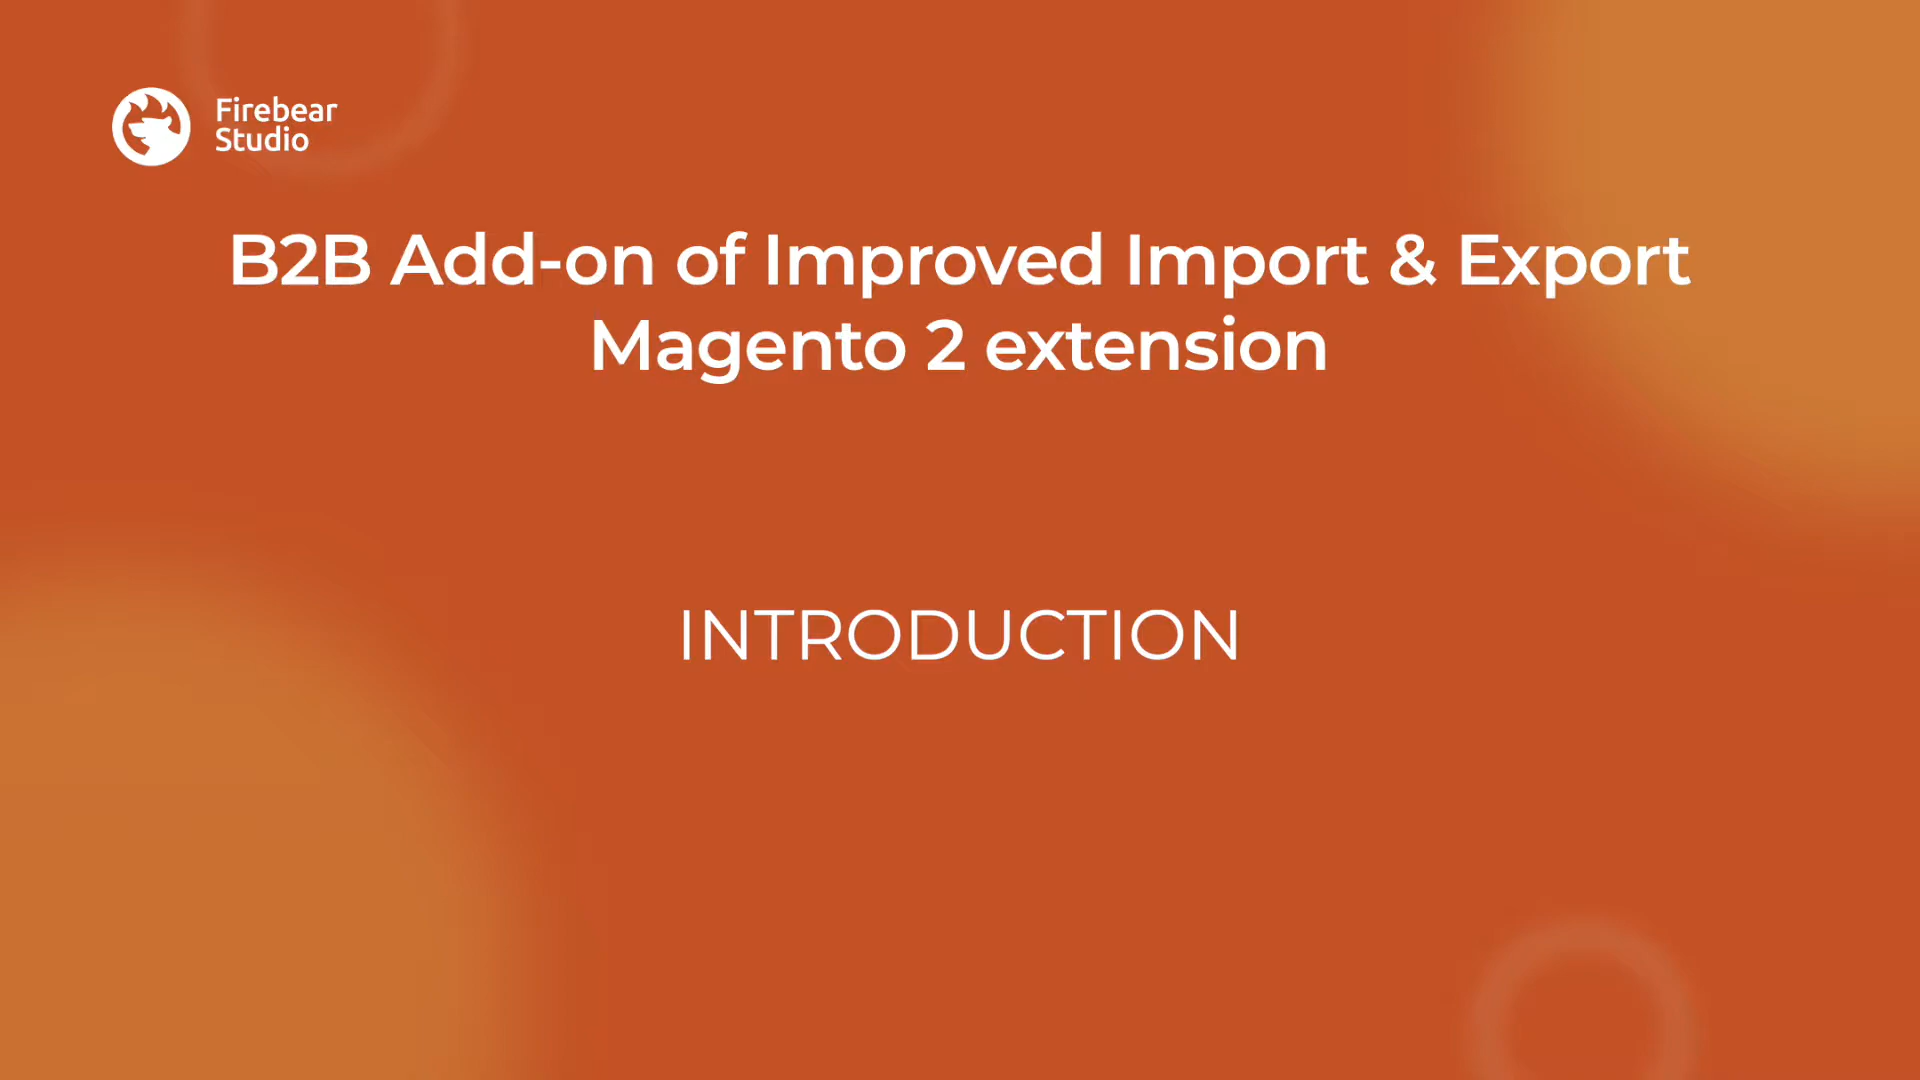 Firebear
Studio
B2B Add-on of Improved Import & Export
Magento 2 extension
INTRODUCTION